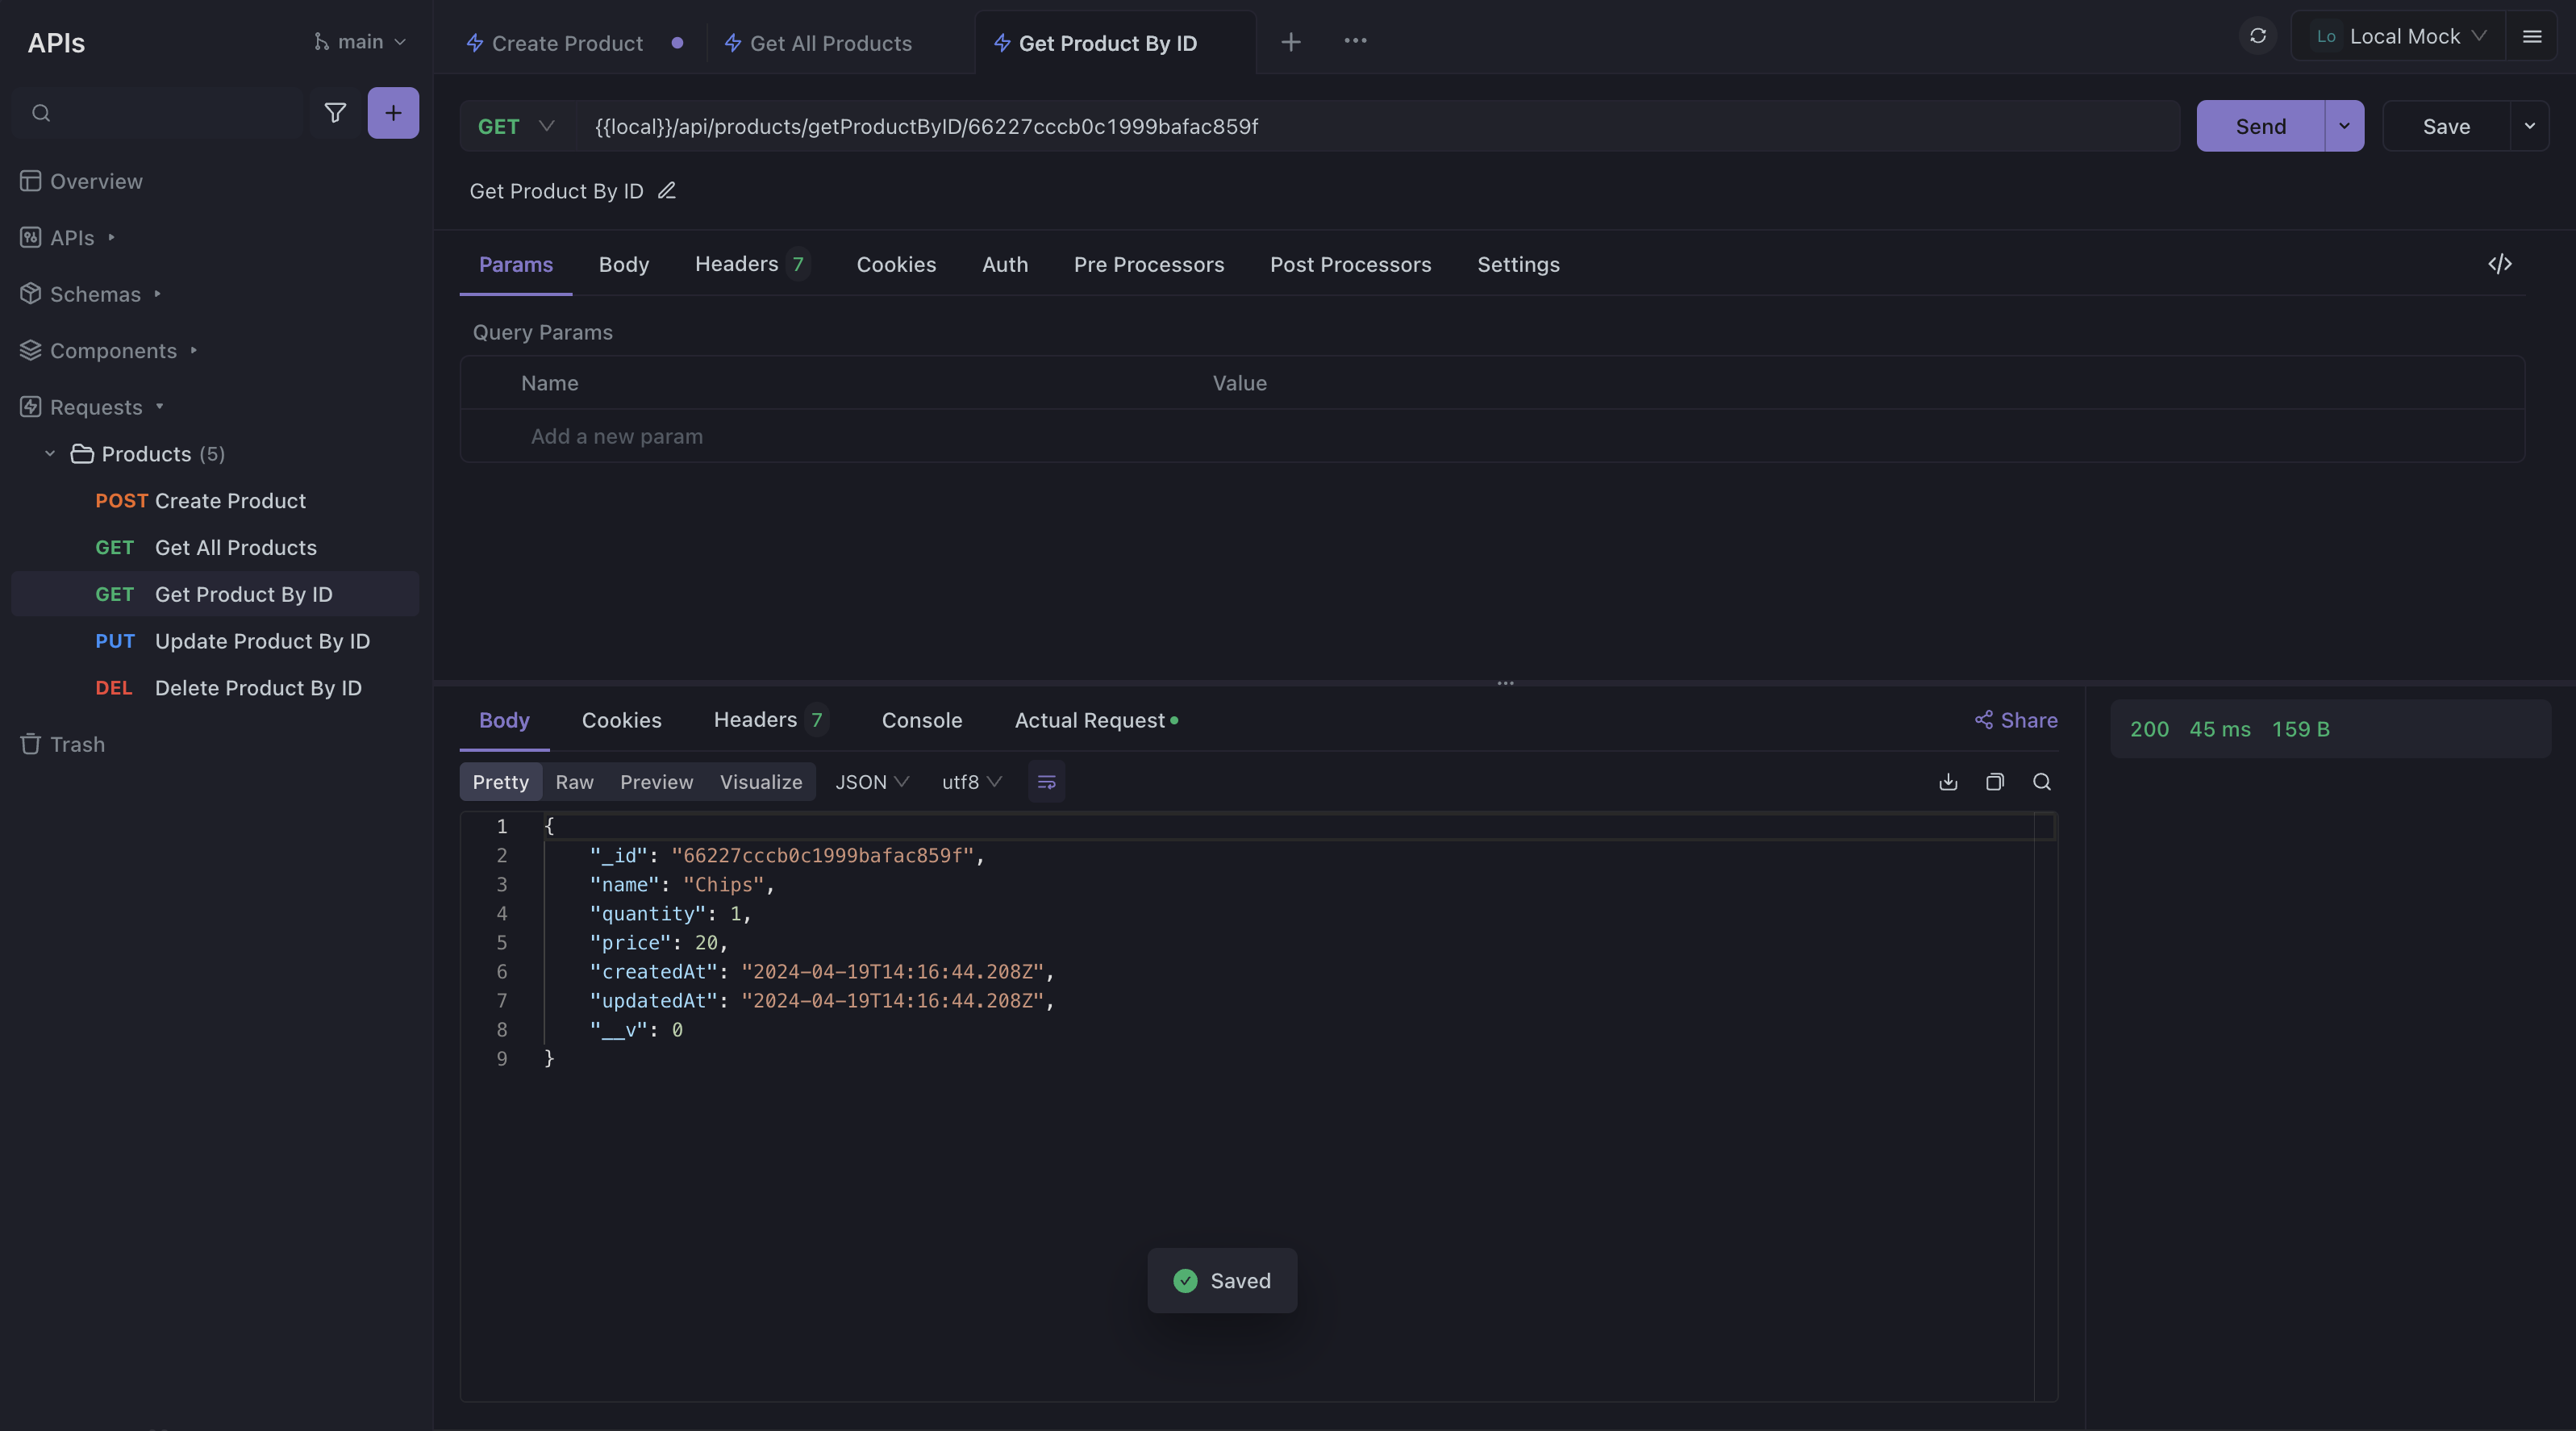 APIs
main
Overview
APIs
Schemas
Components
Requests
Products (5)
POST Create Product
GET Get All Products
GET Get Product By ID
PUT Update Product By ID
DEL Delete Product By ID
Trash
Create Product
Get All Products
Get Product By ID
Lo Local Mock
GET {{local}}/api/products/getProductByID/66227cccb0c1999bafac859f
Send
Save
Get Product By ID
Params Body Headers 7 Cookies Auth Pre Processors Post Processors Settings
Query Params
Name Value
Add a new param
Body Cookies Headers 7 Console Actual Request
Share
200 45 ms 159 B
Pretty Raw Preview Visualize JSON utf8
1 {
2 "_id": "66227cccb0c1999bafac859f",
3 "name": "Chips",
4 "quantity": 1,
5 "price": 20,
6 "createdAt": "2024-04-19T14:16:44.208Z",
7 "updatedAt": "2024-04-19T14:16:44.208Z",
8 "__v": 0
9 }
Saved